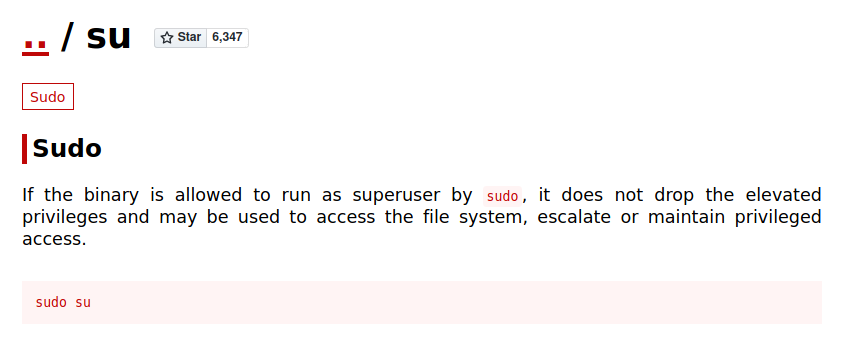 .. / su
Star 6,347
Sudo
Sudo
If the binary is allowed to run as superuser by sudo, it does not drop the elevated
privileges and may be used to access the file system, escalate or maintain privileged
access.
sudo su